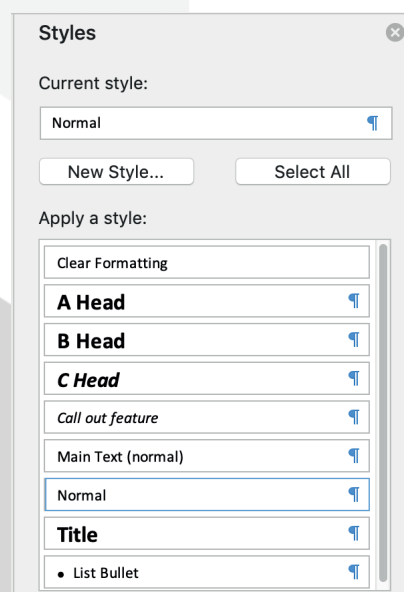 Styles
Current style:
Normal ¶
New Style... Select All
Apply a style:
Clear Formatting
A Head ¶
B Head ¶
C Head ¶
Call out feature ¶
Main Text (normal) ¶
Normal ¶
Title ¶
• List Bullet ¶